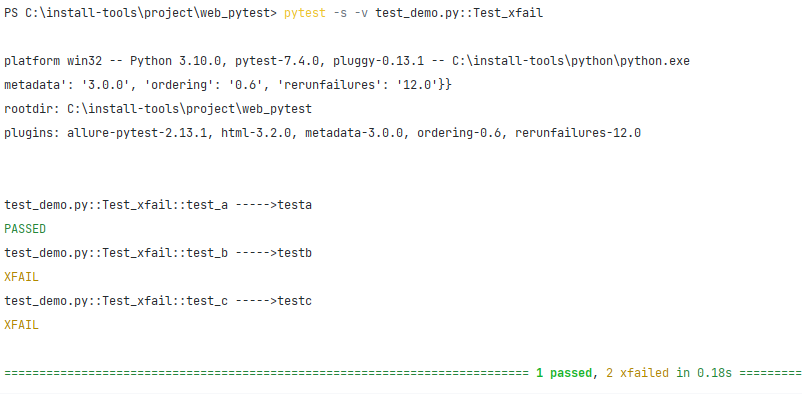 PS C:\install-tools\project\web_pytest> pytest -s -v test_demo.py::Test_xfail
platform win32 -- Python 3.10.0, pytest-7.4.0, pluggy-0.13.1 -- C:\install-tools\python\python.exe
metadata': '3.0.0', 'ordering': '0.6', 'rerunfailures': '12.0'}}
rootdir: C:\install-tools\project\web_pytest
plugins: allure-pytest-2.13.1, html-3.2.0, metadata-3.0.0, ordering-0.6, rerunfailures-12.0
test_demo.py::Test_xfail::test_a ----->testa
PASSED
test_demo.py::Test_xfail::test_b ----->testb
XFAIL
test_demo.py::Test_xfail::test_c ----->testc
XFAIL
=========================================================================== 1 passed, 2 xfailed in 0.18s =========